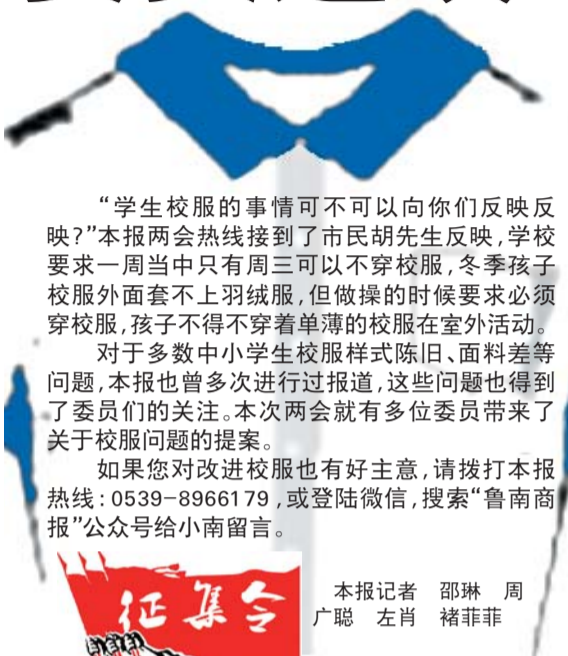 “学生校服的事情可不可以向你们反映反
映?”本报两会热线接到了市民胡先生反映,学校
要求一周当中只有周三可以不穿校服,冬季孩子
校服外面套不上羽绒服,但做操的时候要求必须
穿校服,孩子不得不穿着单薄的校服在室外活动。
对于多数中小学生校服样式陈旧、面料差等
问题,本报也曾多次进行过报道,这些问题也得到
了委员们的关注。本次两会就有多位委员带来了
关于校服问题的提案。
如果您对改进校服也有好主意,请拨打本报
热线:0539-8966179,或登陆微信,搜索“鲁南商
报”公众号给小南留言。
征集令
本报记者 邵琳 周
广聪 左肖 褚菲菲